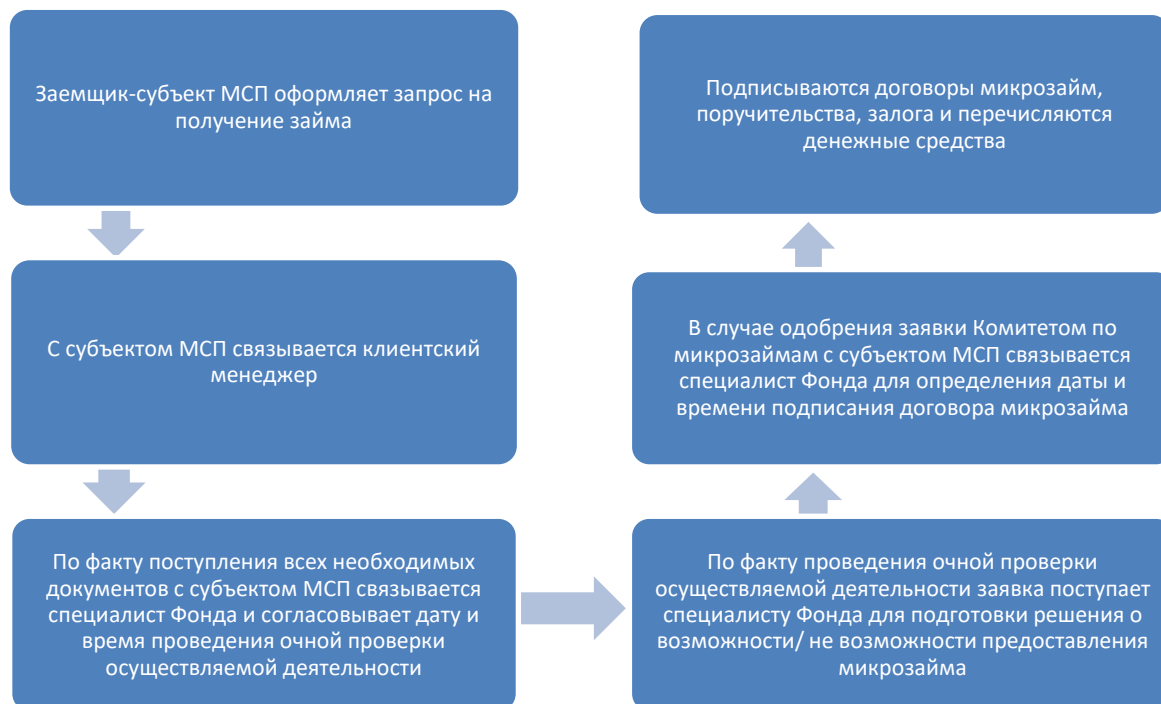 Заемщик-субъект МСП оформляет запрос на
получение займа
С субъектом МСП связывается клиентский
менеджер
По факту поступления всех необходимых
документов с субъектом МСП связывается
специалист Фонда и согласовывает дату и
время проведения очной проверки
осуществляемой деятельности
По факту проведения очной проверки
осуществляемой деятельности заявка поступает
специалисту Фонда для подготовки решения о
возможности/ не возможности предоставления
микрозайма
В случае одобрения заявки Комитетом по
микрозаймам с субъектом МСП связывается
специалист Фонда для определения даты и
времени подписания договора микрозайма
Подписываются договоры микрозайм,
поручительства, залога и перечисляются
денежные средства